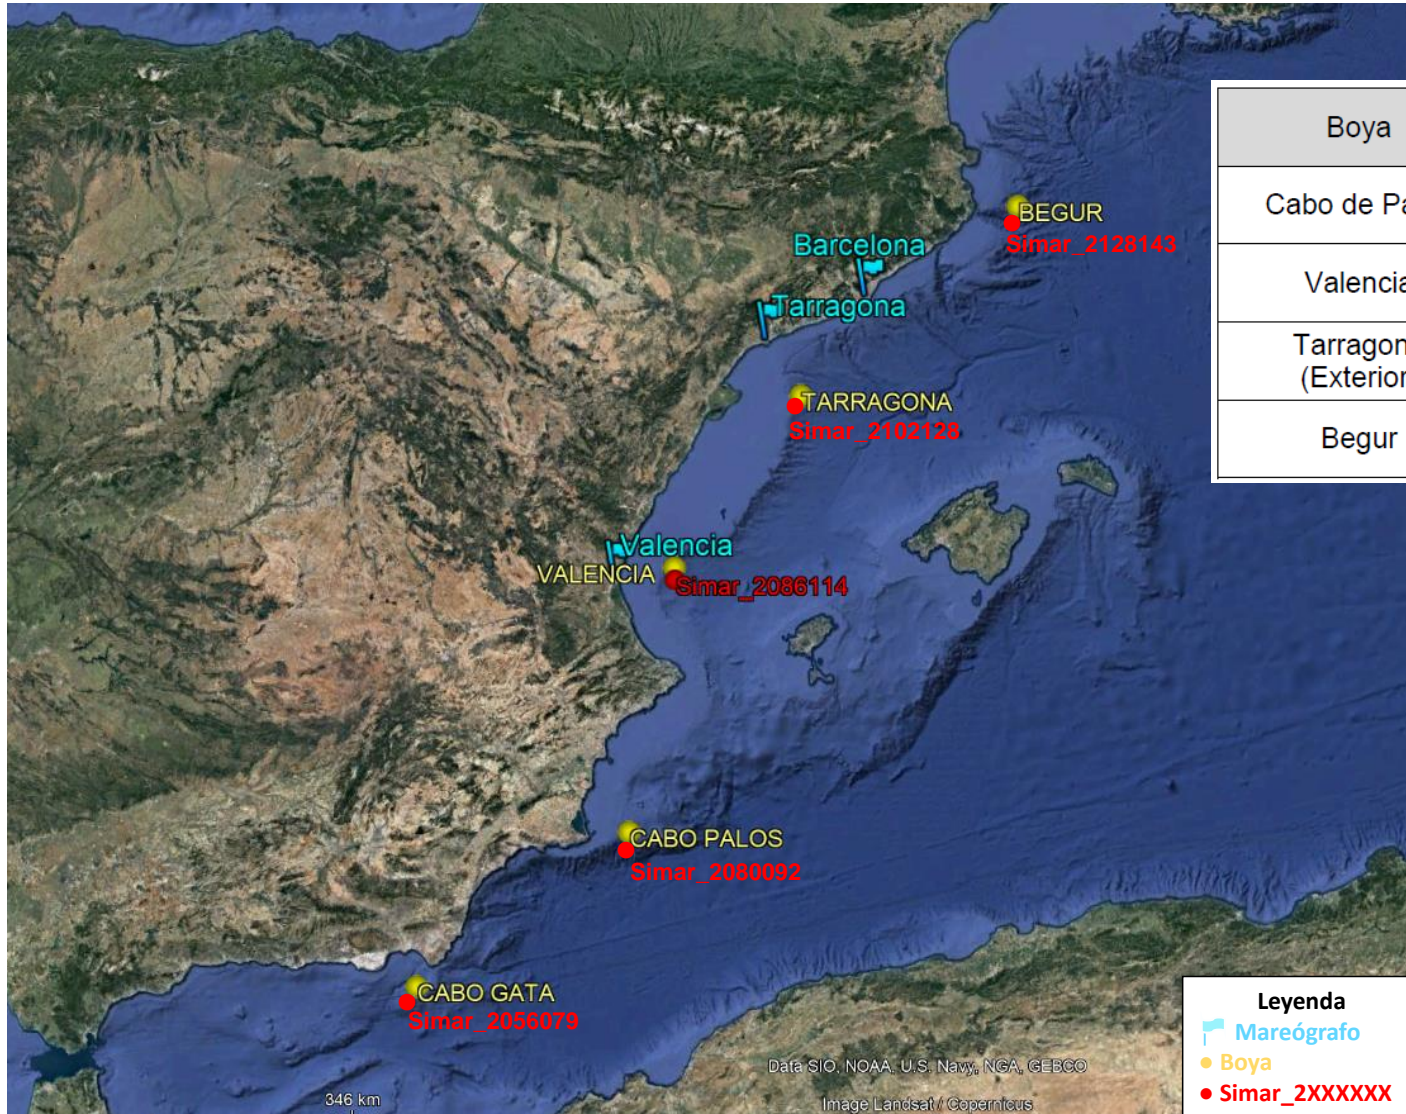 Boya
Cabo de Pa
Valencia
Tarragon
(Exterior
Begur
BEGUR
Simar_2128143
Barcelona
Tarragona
TARRAGONA
Simar_2102126
Valencia
VALENCIA
Simar_2086114
CABO PALOS
Simar_2080092
CABO GATA
Simar_2056079
Leyenda
Mareógrafo
Boya
Simar_2XXXXXX
Data SIO, NOAA, U.S. Navy, NGA, GEBCO
346 km
Image Landsat / Copernicus